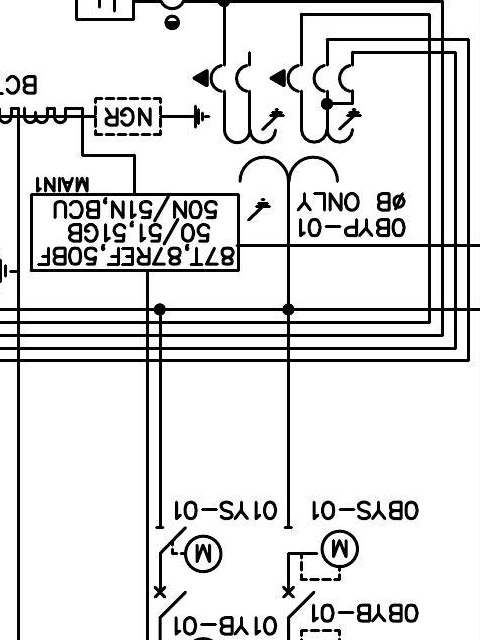 0BYB-01
01YB-01
M
M
0BYS-01
01YS-01
87T,87REF,50BF
50/51,51GB
50N/51N,BCU
MAIN1
0BYP-01
ØB ONLY
NGR
BC